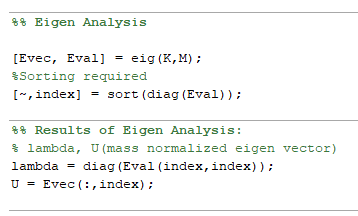 %% Eigen Analysis
[Evec, Eval] = eig(K,M);
%Sorting required
[~,index] = sort(diag(Eval));
%% Results of Eigen Analysis:
% lambda, U(mass normalized eigen vector)
lambda = diag(Eval(index,index));
U = Evec(:,index);